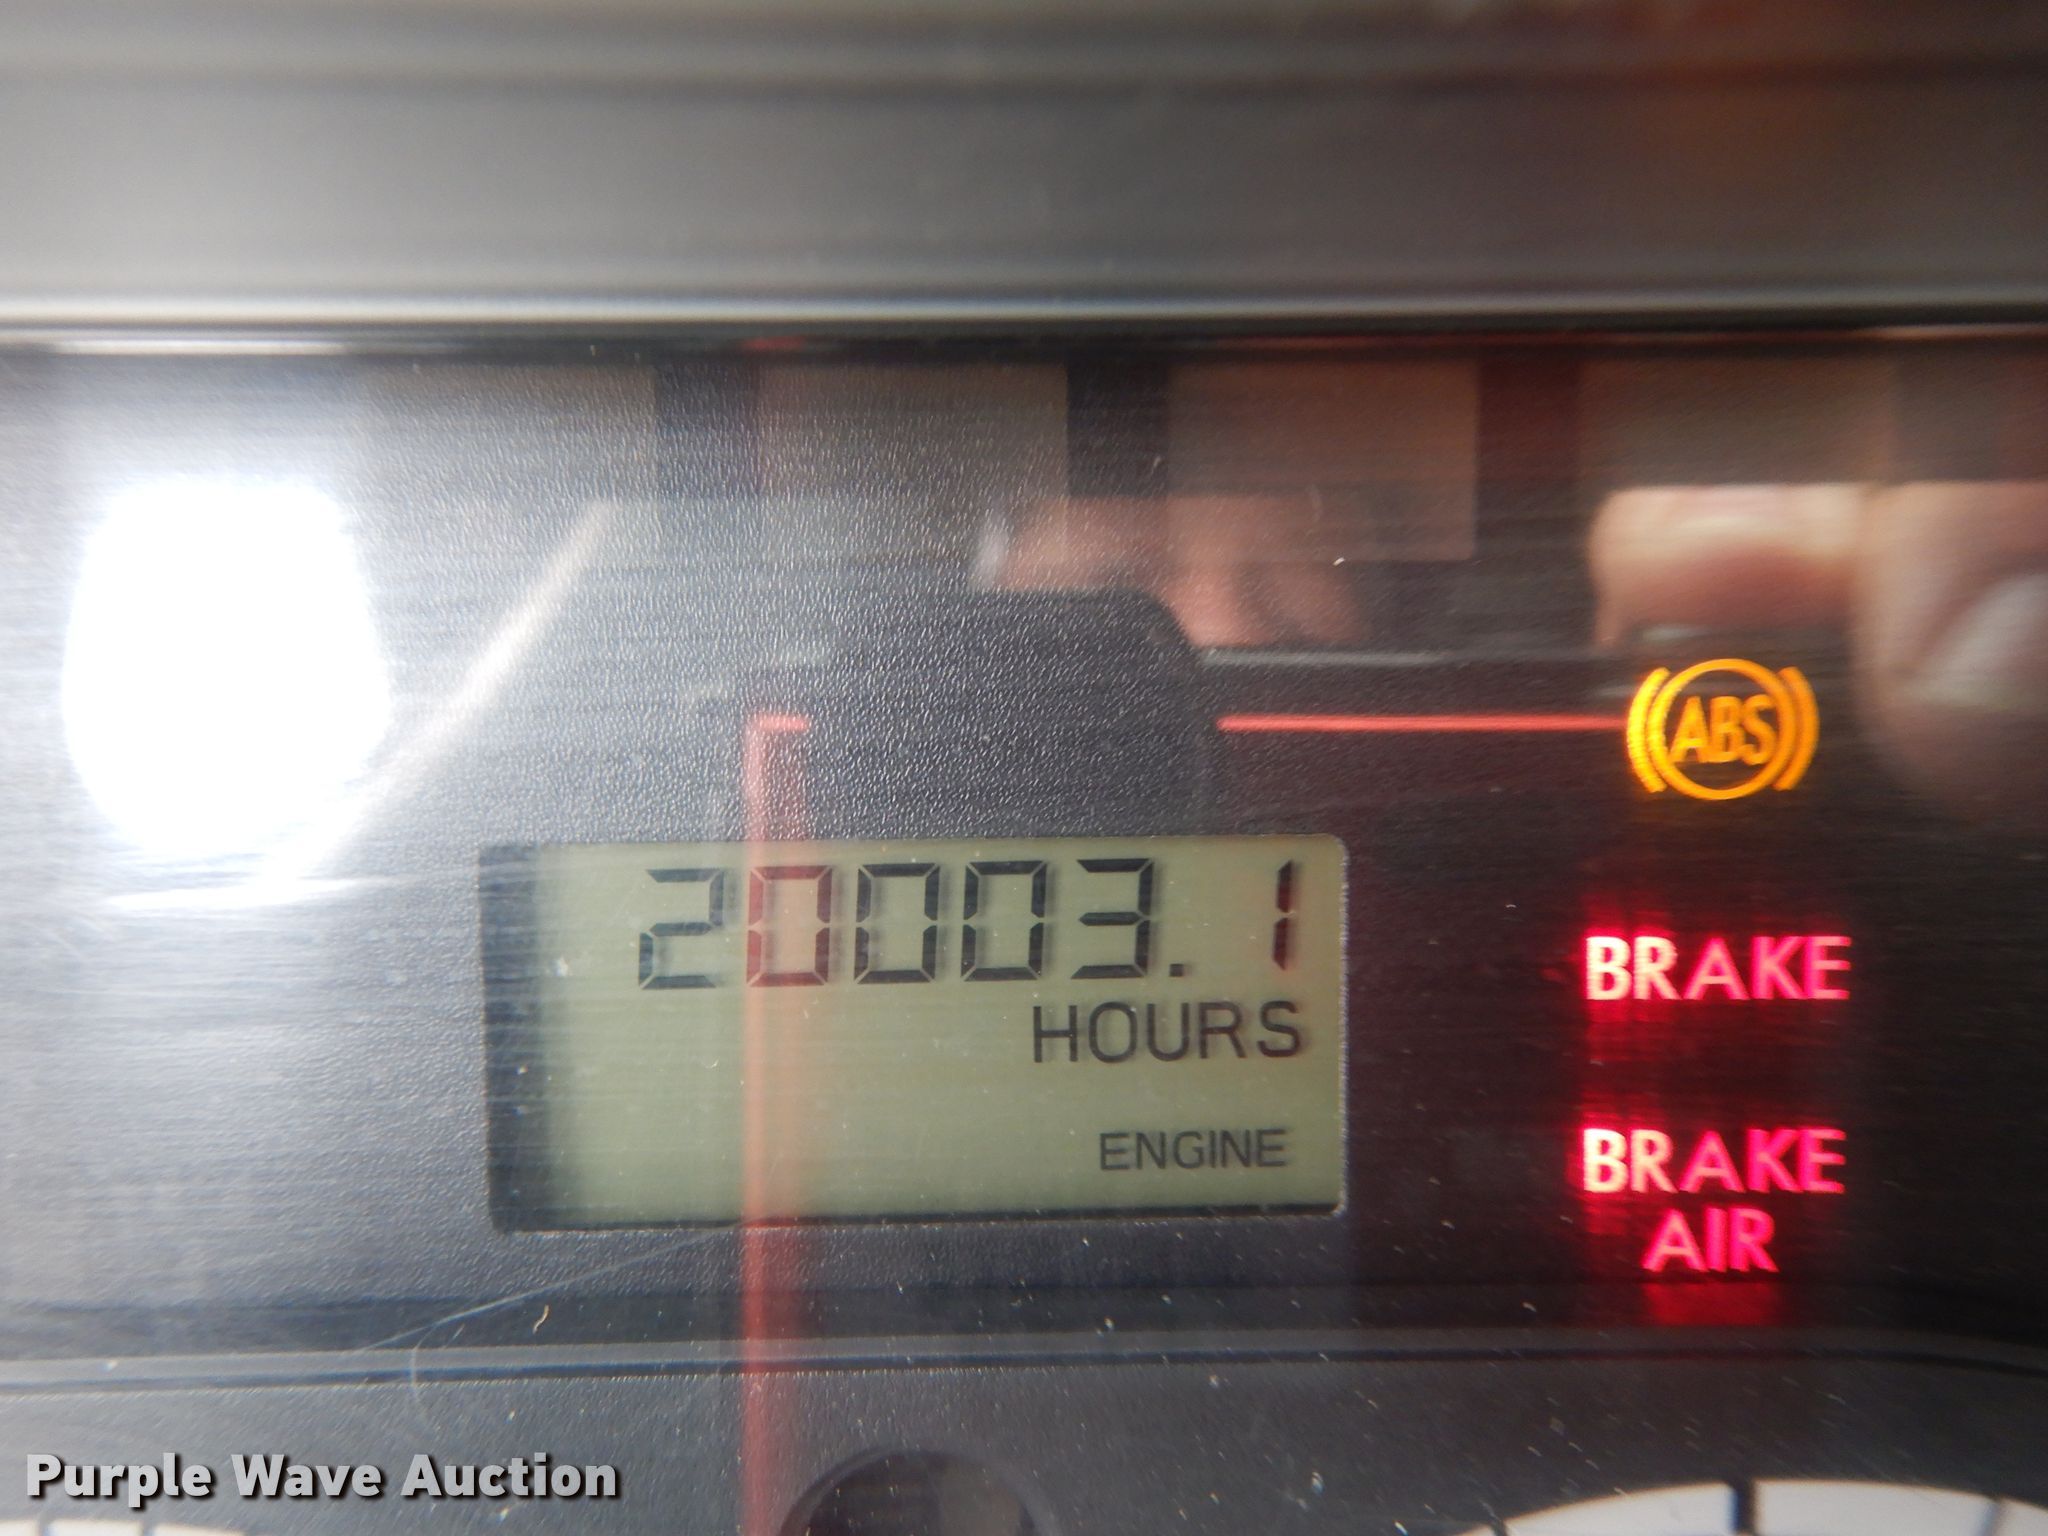 ABS
20003.1
HOURS
ENGINE
BRAKE
BRAKE
AIR
Purple Wave Auction